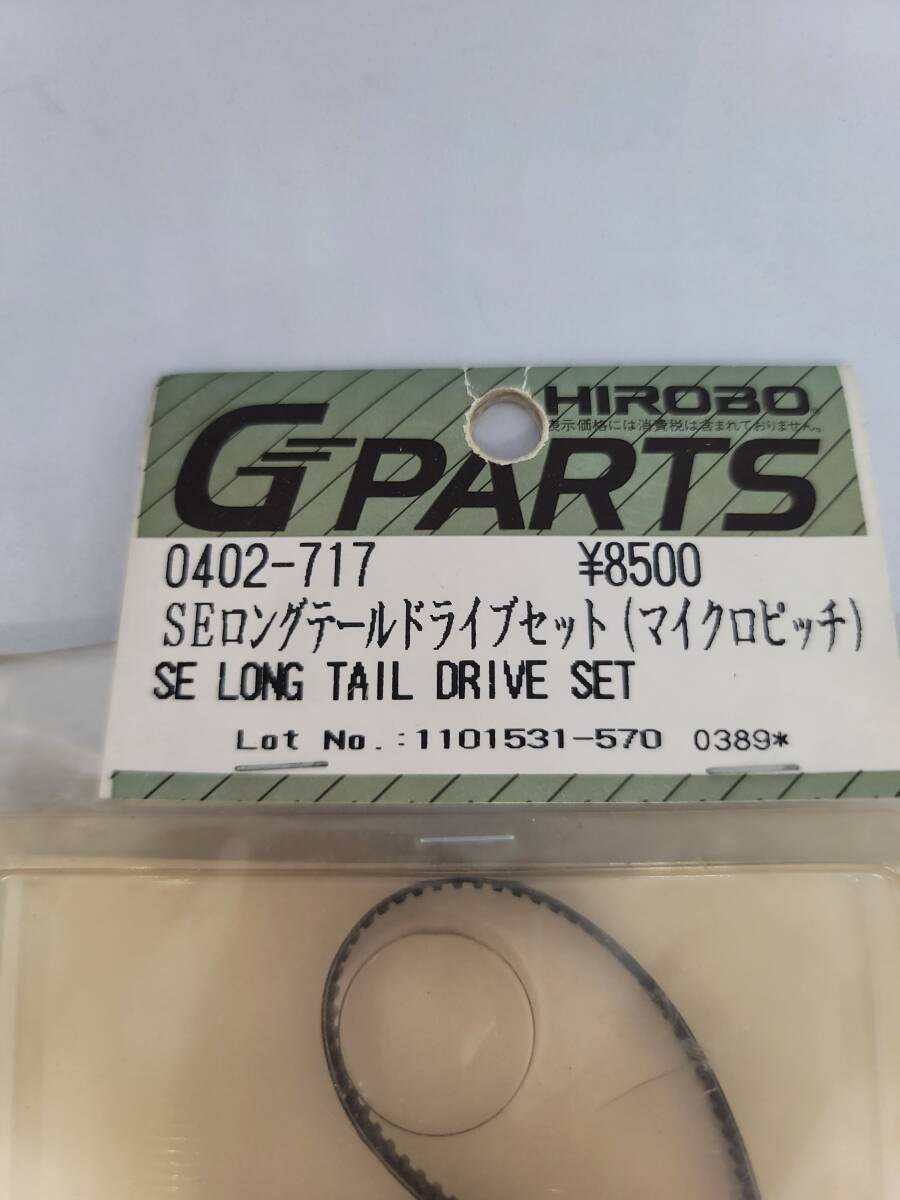 HIROBO
表示価格には消費税は含まれておりません。
G PARTS
0402-717 ¥8500
SEロングテールドライブセット(マイクロピッチ)
SE LONG TAIL DRIVE SET
Lot No.:1101531-570 0389*